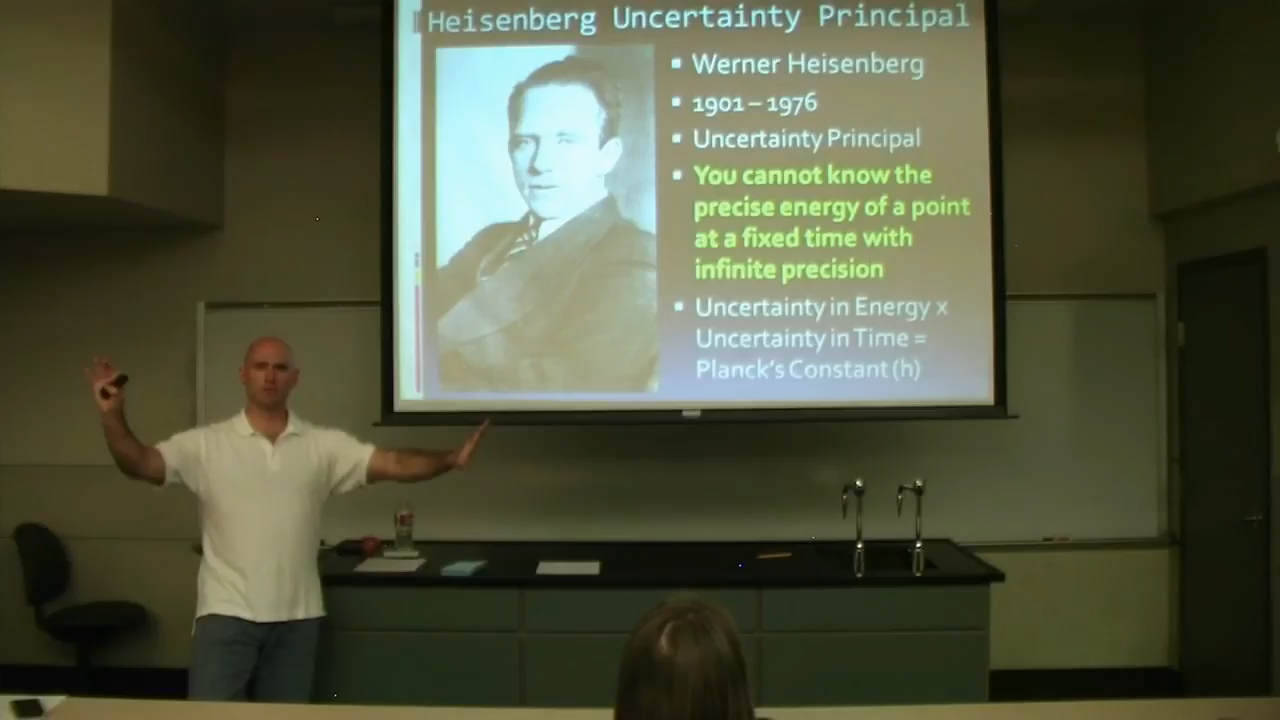 Heisenberg Uncertainty Principal
Werner Heisenberg
1901 – 1976
Uncertainty Principal
You cannot know the
precise energy of a point
at a fixed time with
infinite precision
Uncertainty in Energy x
Uncertainty in Time =
Planck's Constant (h)